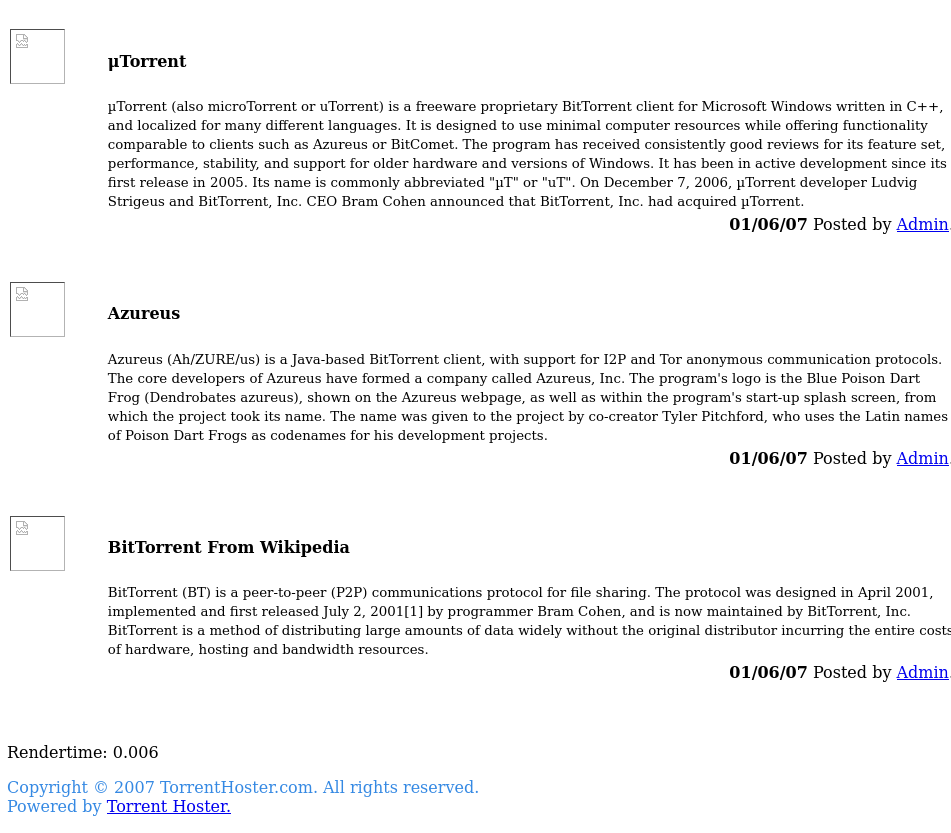 µTorrent
µTorrent (also microTorrent or uTorrent) is a freeware proprietary BitTorrent client for Microsoft Windows written in C++,
and localized for many different languages. It is designed to use minimal computer resources while offering functionality
comparable to clients such as Azureus or BitComet. The program has received consistently good reviews for its feature set,
performance, stability, and support for older hardware and versions of Windows. It has been in active development since its
first release in 2005. Its name is commonly abbreviated "µT" or "uT". On December 7, 2006, µTorrent developer Ludvig
Strigeus and BitTorrent, Inc. CEO Bram Cohen announced that BitTorrent, Inc. had acquired µTorrent.
01/06/07 Posted by Admin.
Azureus
Azureus (Ah/ZURE/us) is a Java-based BitTorrent client, with support for I2P and Tor anonymous communication protocols.
The core developers of Azureus have formed a company called Azureus, Inc. The program's logo is the Blue Poison Dart
Frog (Dendrobates azureus), shown on the Azureus webpage, as well as within the program's start-up splash screen, from
which the project took its name. The name was given to the project by co-creator Tyler Pitchford, who uses the Latin names
of Poison Dart Frogs as codenames for his development projects.
01/06/07 Posted by Admin.
BitTorrent From Wikipedia
BitTorrent (BT) is a peer-to-peer (P2P) communications protocol for file sharing. The protocol was designed in April 2001,
implemented and first released July 2, 2001[1] by programmer Bram Cohen, and is now maintained by BitTorrent, Inc.
BitTorrent is a method of distributing large amounts of data widely without the original distributor incurring the entire costs
of hardware, hosting and bandwidth resources.
01/06/07 Posted by Admin.
Rendertime: 0.006
Copyright © 2007 TorrentHoster.com. All rights reserved.
Powered by Torrent Hoster.